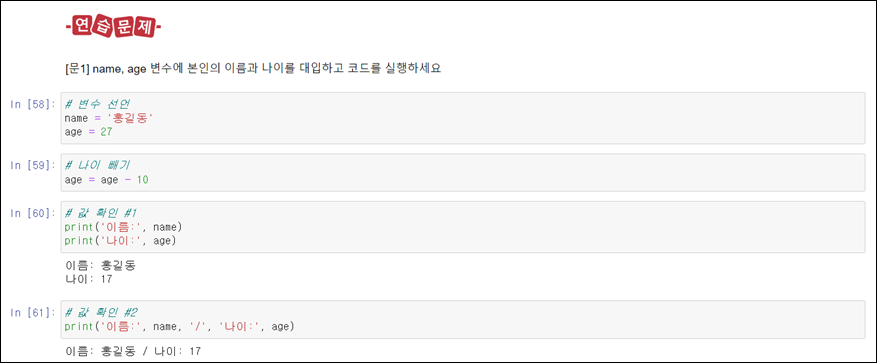 -연습문제-
[문1] name, age 변수에 본인의 이름과 나이를 대입하고 코드를 실행하세요
In [58]: # 변수 선언
name = '홍길동'
age = 27
In [59]: # 나이 빼기
age = age - 10
In [60]: # 값 확인 #1
print('이름:', name)
print('나이:', age)
이름: 홍길동
나이: 17
In [61]: # 값 확인 #2
print('이름:', name, '/', '나이:', age)
이름: 홍길동 / 나이: 17